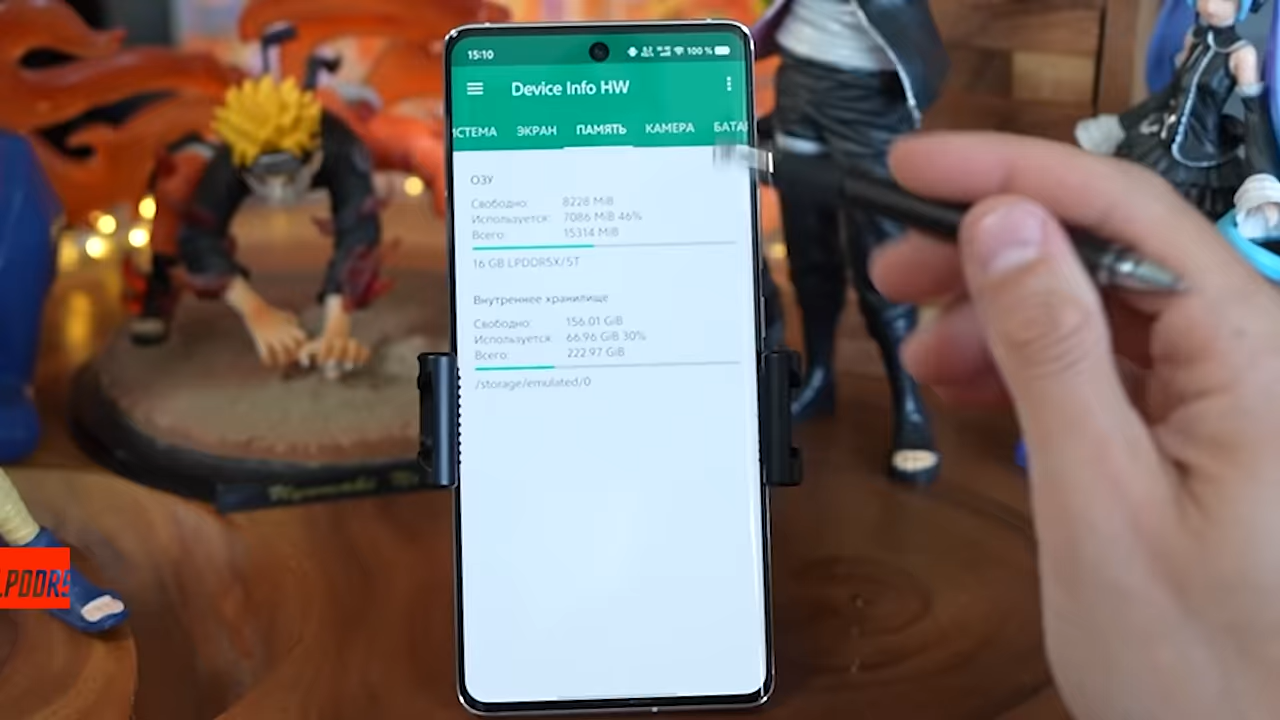 15:10
100 %
Device Info HW
ИСТЕМА ЭКРАН ПАМЯТЬ КАМЕРА БАТА
ОЗУ
Свободно: 8228 MiB
Используется: 7086 MiB 46%
Всего: 15314 MiB
16 GB LPDDR5X/5T
Внутреннее хранилище
Свободно: 156.01 GiB
Используется 66.96 GiB 30%
Всего: 222.97 GiB
/storage/emulated/0
LPDDR5